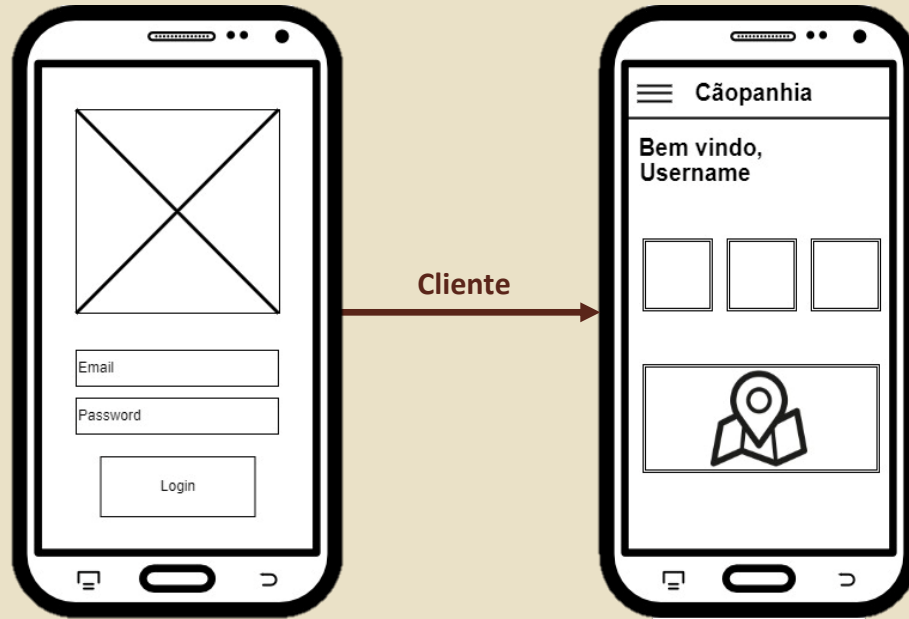 Email
Password
Login
Cliente
Cãopanhia
Bem vindo,
Username